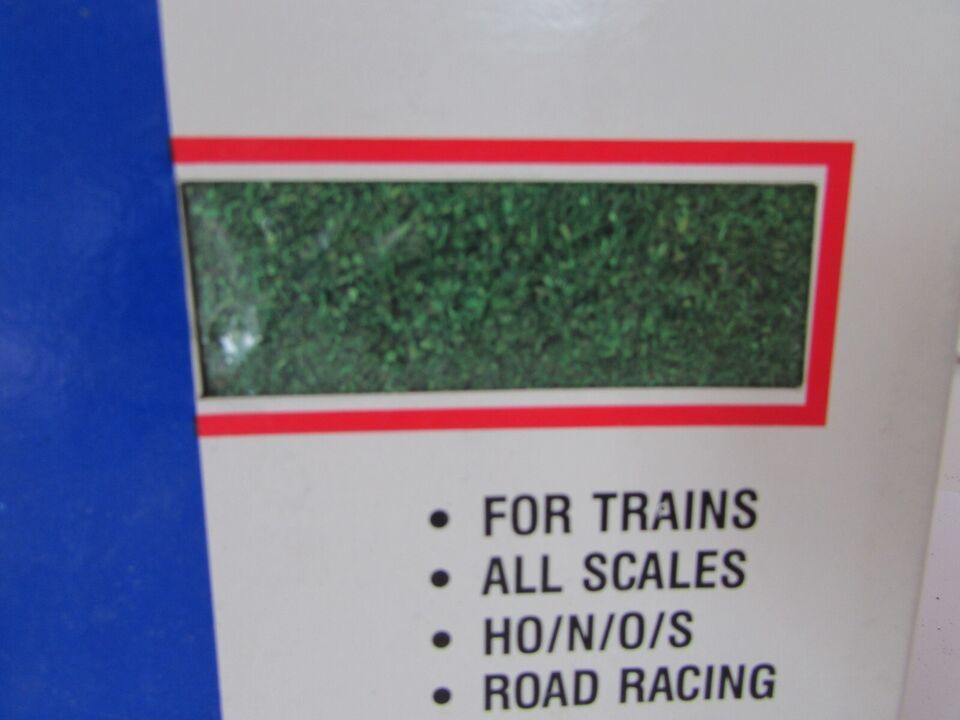 • FOR TRAINS
• ALL SCALES
• HO/N/O/S
• ROAD RACING